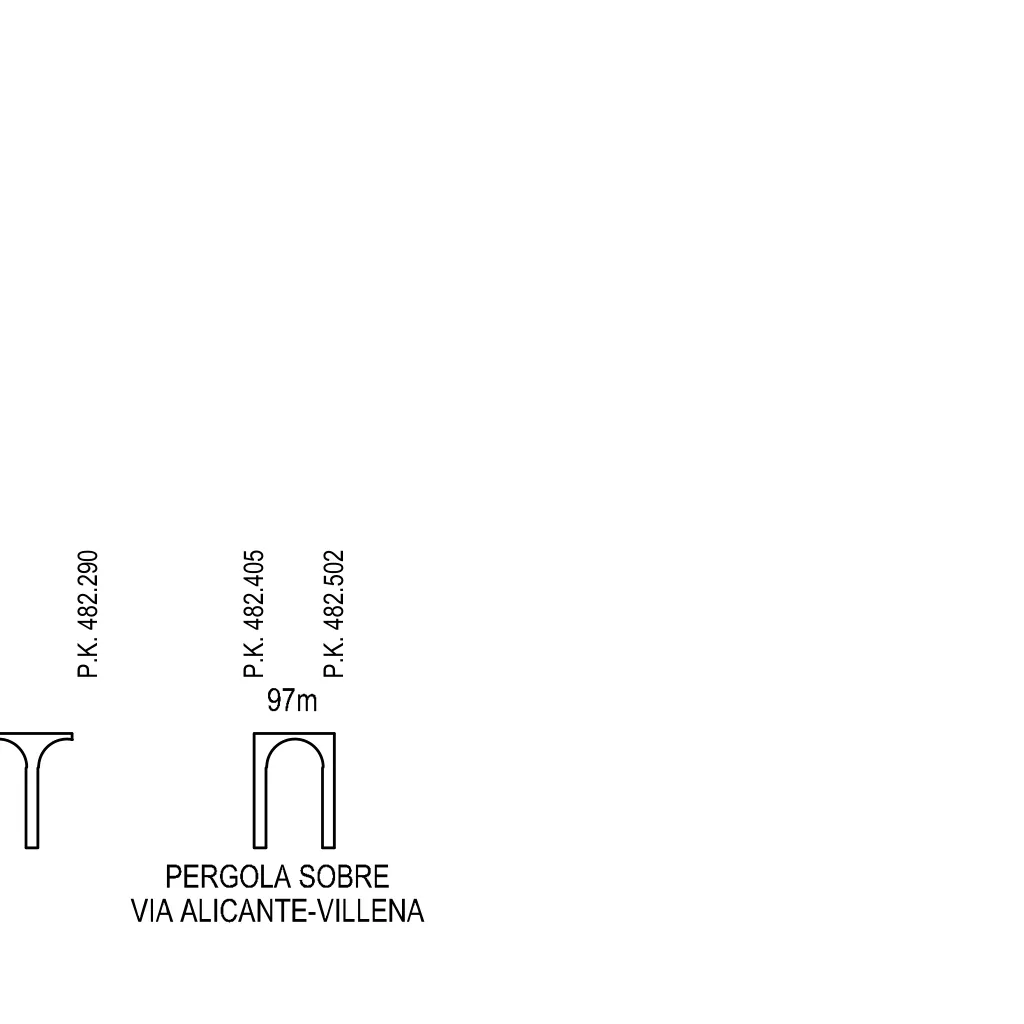 P.K. 482.290
P.K. 482.405
P.K. 482.502
97m
PERGOLA SOBRE
VIA ALICANTE-VILLENA